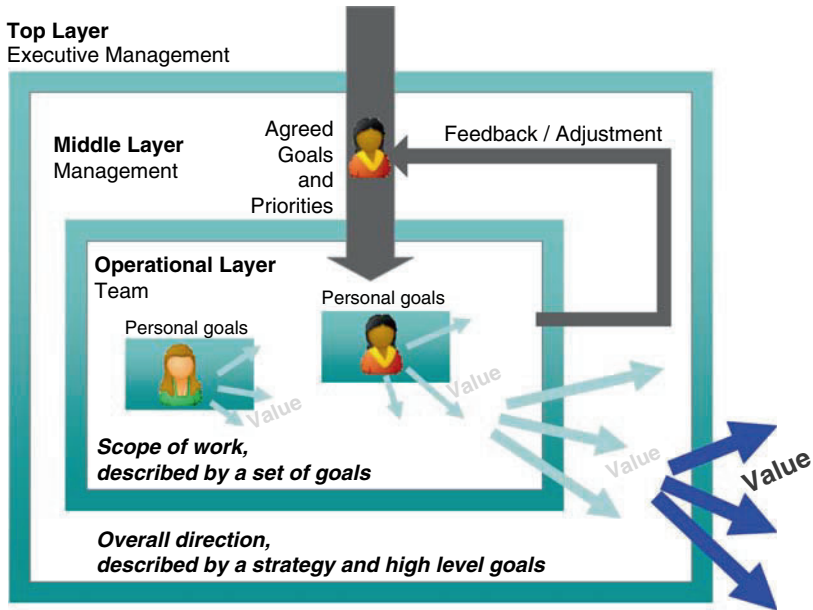 Top Layer
Executive Management
Middle Layer
Management
Agreed
Goals
and
Priorities
Feedback / Adjustment
Operational Layer
Team
Personal goals
Personal goals
Value
Value
Value
Value
Scope of work,
described by a set of goals
Overall direction,
described by a strategy and high level goals